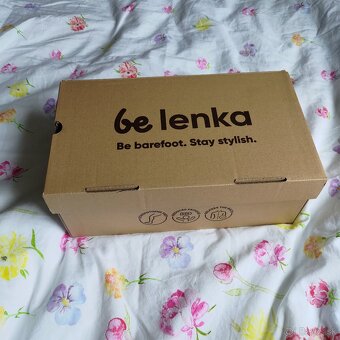 be lenka
Be barefoot. Stay stylish.